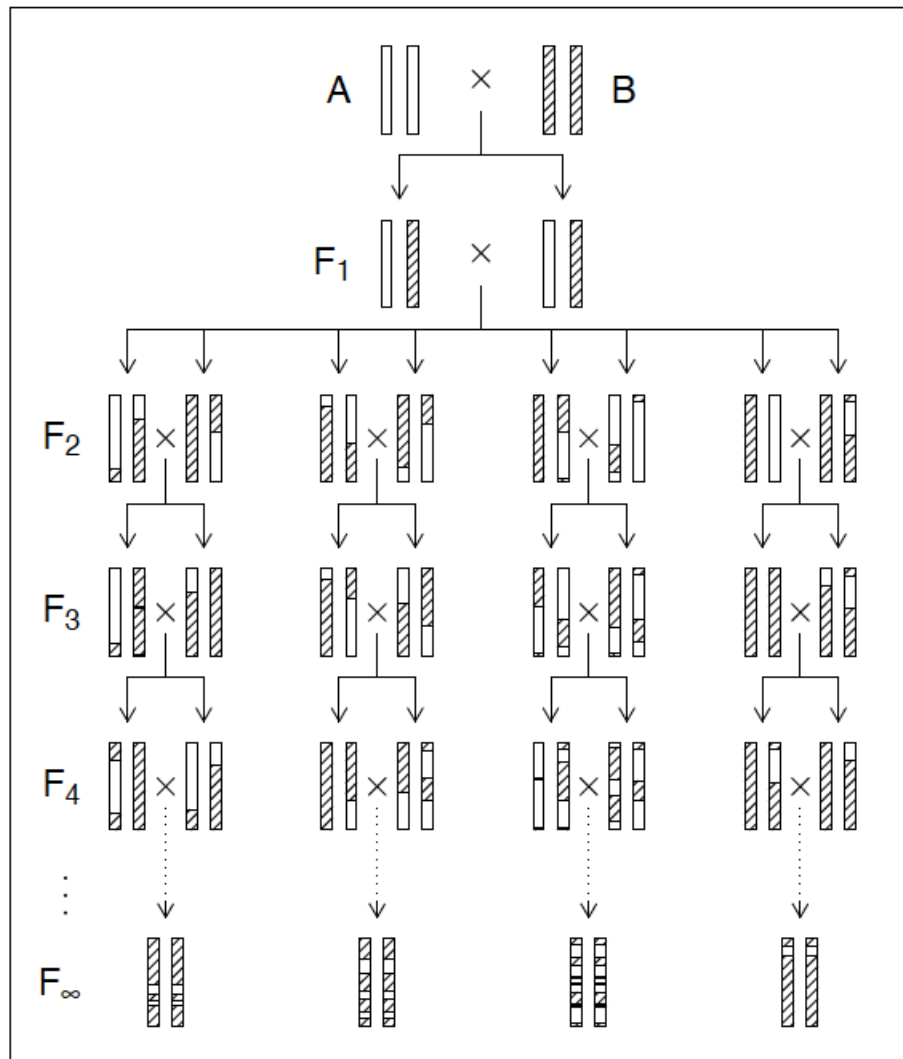 A × B
F₁ ×
F₂ × × × ×
F₃ × × × ×
F₄ × × × ×
⋮
F∞